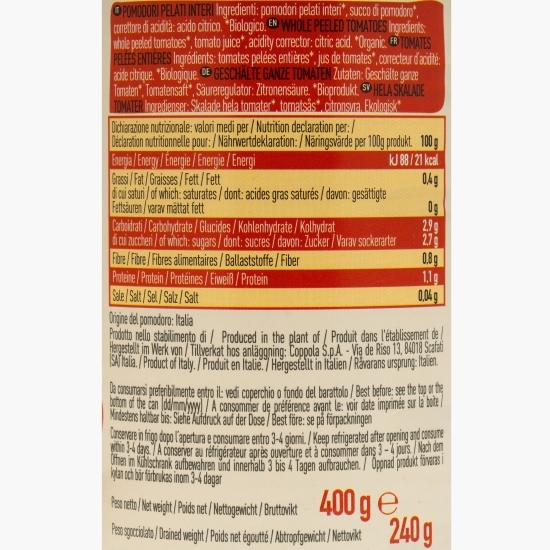 IT POMODORI PELATI INTERI Ingredienti: pomodori pelati interi*, succo di pomodoro*,
correttore di acidità: acido citrico. *Biologico. EN WHOLE PEELED TOMATOES Ingredients:
whole peeled tomatoes*, tomato juice*, acidity corrector: citric acid. *Organic. FR TOMATES
PELÉES ENTIÈRES Ingrédients: tomates pelées entières*, jus de tomates*, correcteur d'acidité:
acide citrique. *Biologique. DE GESCHÄLTE GANZE TOMATEN Zutaten: Geschälte ganze
Tomaten*, Tomatensaft*, Säureregulator: Zitronensäure. *Bioprodukt. SV HELA SKALADE
TOMATER Ingredienser: Skalade hela tomater*, tomatsås*, citronsyra. Ekologisk*
Dichiarazione nutrizionale: valori medi per / Nutrition declaration per: /
Déclaration nutritionnelle pour: / Nährwertdeklaration: / Näringsvärde per 100g produkt. 100 g
Energia / Energy / Énergie / Energie / Energi kJ 88 / 21 kcal
Grassi / Fat / Graisses / Fett / Fett 0,4 g
di cui saturi / of which: saturates / dont: acides gras saturés / davon: gesättigte
Fettsäuren / varav mättat fett 0 g
Carboidrati / Carbohydrate / Glucides / Kohlenhydrate / Kolhydrat 2,9 g
di cui zuccheri / of which: sugars / dont: sucres / davon: Zucker / Varav sockerarter 2,7 g
Fibre / Fibre / Fibres alimentaires / Ballaststoffe / Fiber 0,8 g
Proteine / Protein / Protéines / Eiweiß / Protein 1,1 g
Sale / Salt / Sel / Salz / Salt 0,04 g
Origine del pomodoro: Italia
Prodotto nello stabilimento di / Produced in the plant of / Produit dans l'établissement de /
Hergestellt im Werk von / Tillverkat hos anläggning: Coppola S.p.A. - Via de Riso 13, 84018 Scafati
(SA) Italia. / Product of Italy. / Produit en Italie. / Hergestellt in Italien / Råvarans ursprung: Italien.
Da consumarsi preferibilmente entro il: vedi coperchio o fondo del barattolo / Best before: see the top or the
bottom of the can (dd/mm/yyyy) / A consommer de préférence avant le: voir date imprimée sur la boîte /
Mindestens haltbar bis: Siehe Aufdruck auf der Dose / Best före: se på förpackningen
Conservare in frigo dopo l'apertura e consumare entro 3-4 giorni. / Keep refrigerated after opening and consume
within 3-4 days. / A conserver au réfrigérateur après ouverture et à consommer dans 3 - 4 jours. / Nach dem
Öffnen im Kühlschrank aufbewahren und innerhalb 3 bis 4 Tagen aufbrauchen. / Öppnad produkt förvaras i
kylan och bör förbrukas inom 3-4 dagar
Peso netto / Net weight / Poids net / Nettogewicht / Bruttovikt 400 g e
Peso sgocciolato / Drained weight / Poids net égoutté / Abtropfgewicht / Nettovikt 240 g